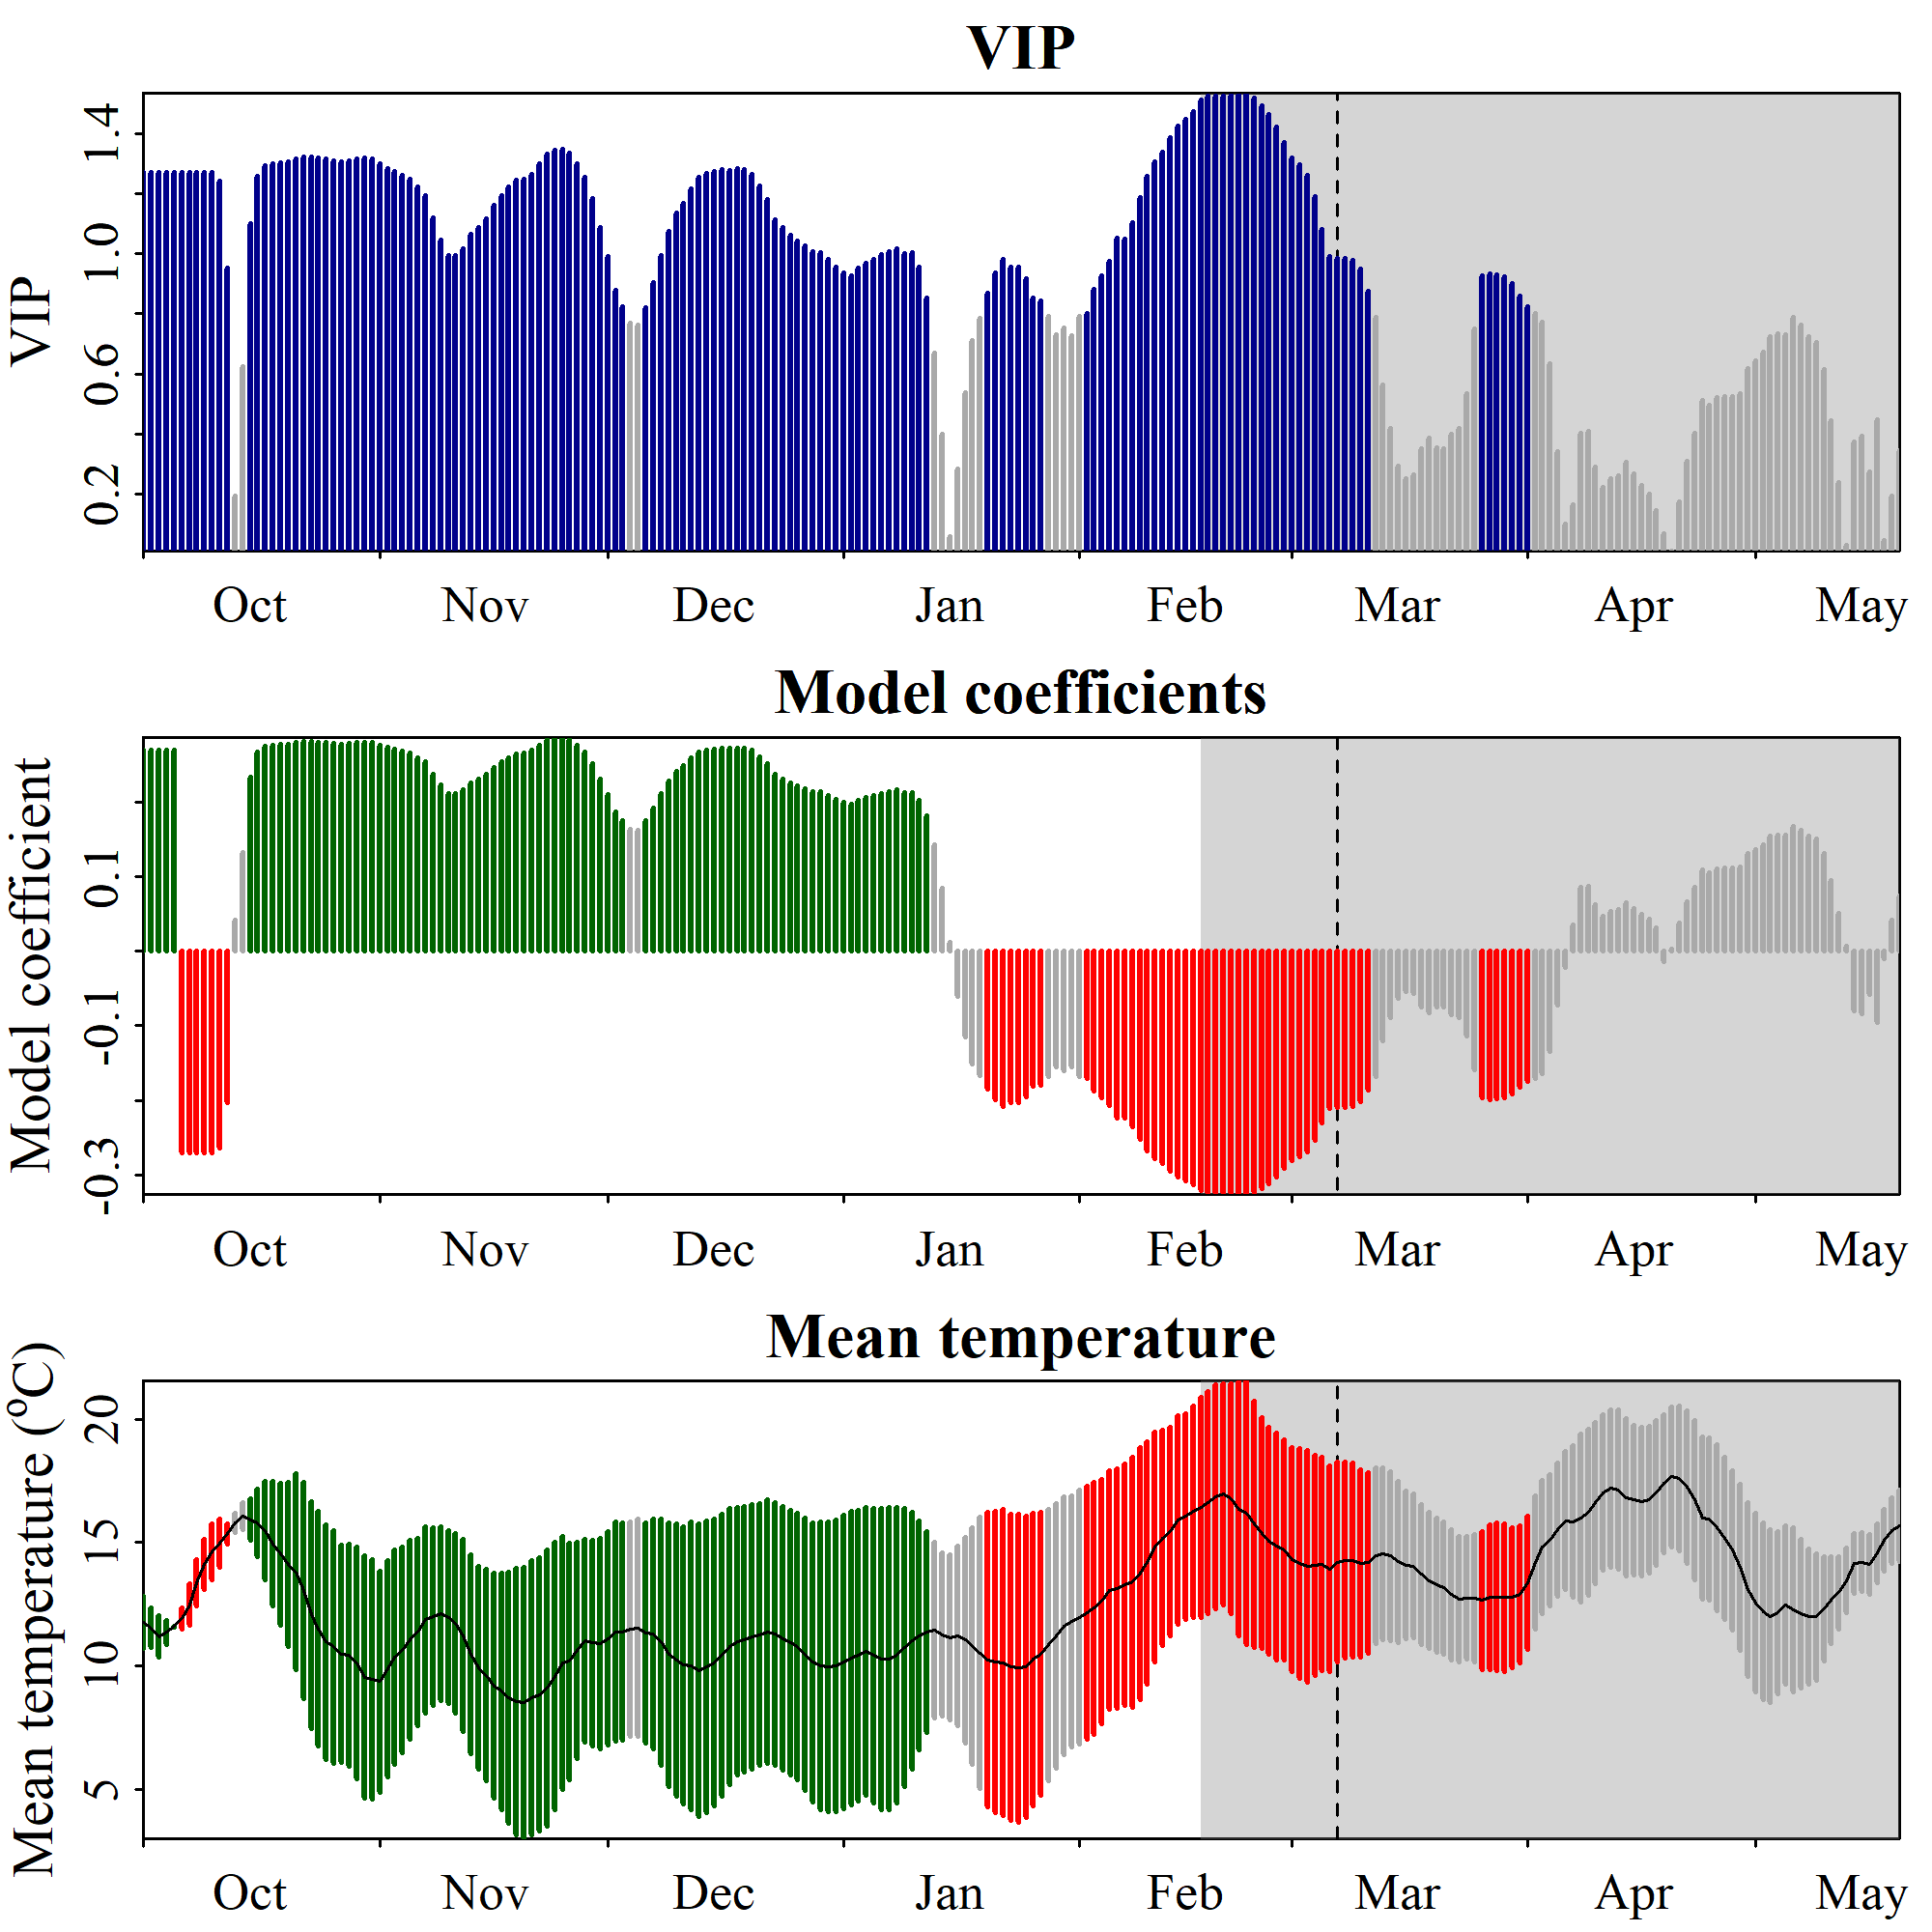 VIP
VIP
0.2 0.6 1.0 1.4
Oct Nov Dec Jan Feb Mar Apr May
Model coefficients
Model coefficient
-0.3 -0.1 0.1
Oct Nov Dec Jan Feb Mar Apr May
Mean temperature
Mean temperature (ºC)
5 10 15 20
Oct Nov Dec Jan Feb Mar Apr May